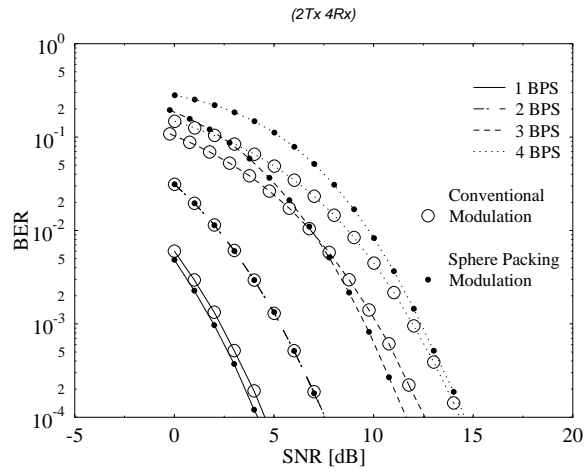 (2Tx 4Rx)
10^0
5
2
10^-1
5
2
10^-2
5
2
10^-3
5
2
10^-4
BER
-5
0
5
10
15
20
SNR [dB]
1 BPS
2 BPS
3 BPS
4 BPS
Conventional
Modulation
Sphere Packing
Modulation